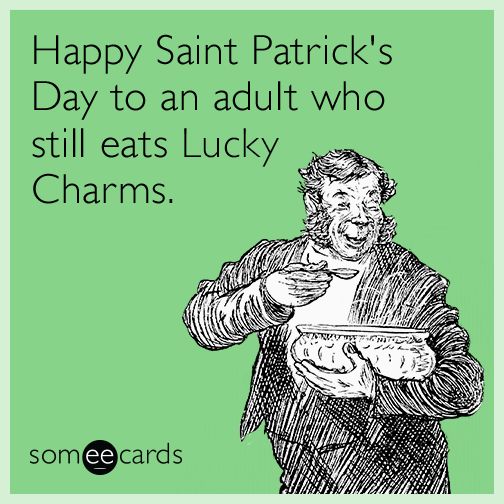 Happy Saint Patrick's
Day to an adult who
still eats Lucky
Charms.
someecards